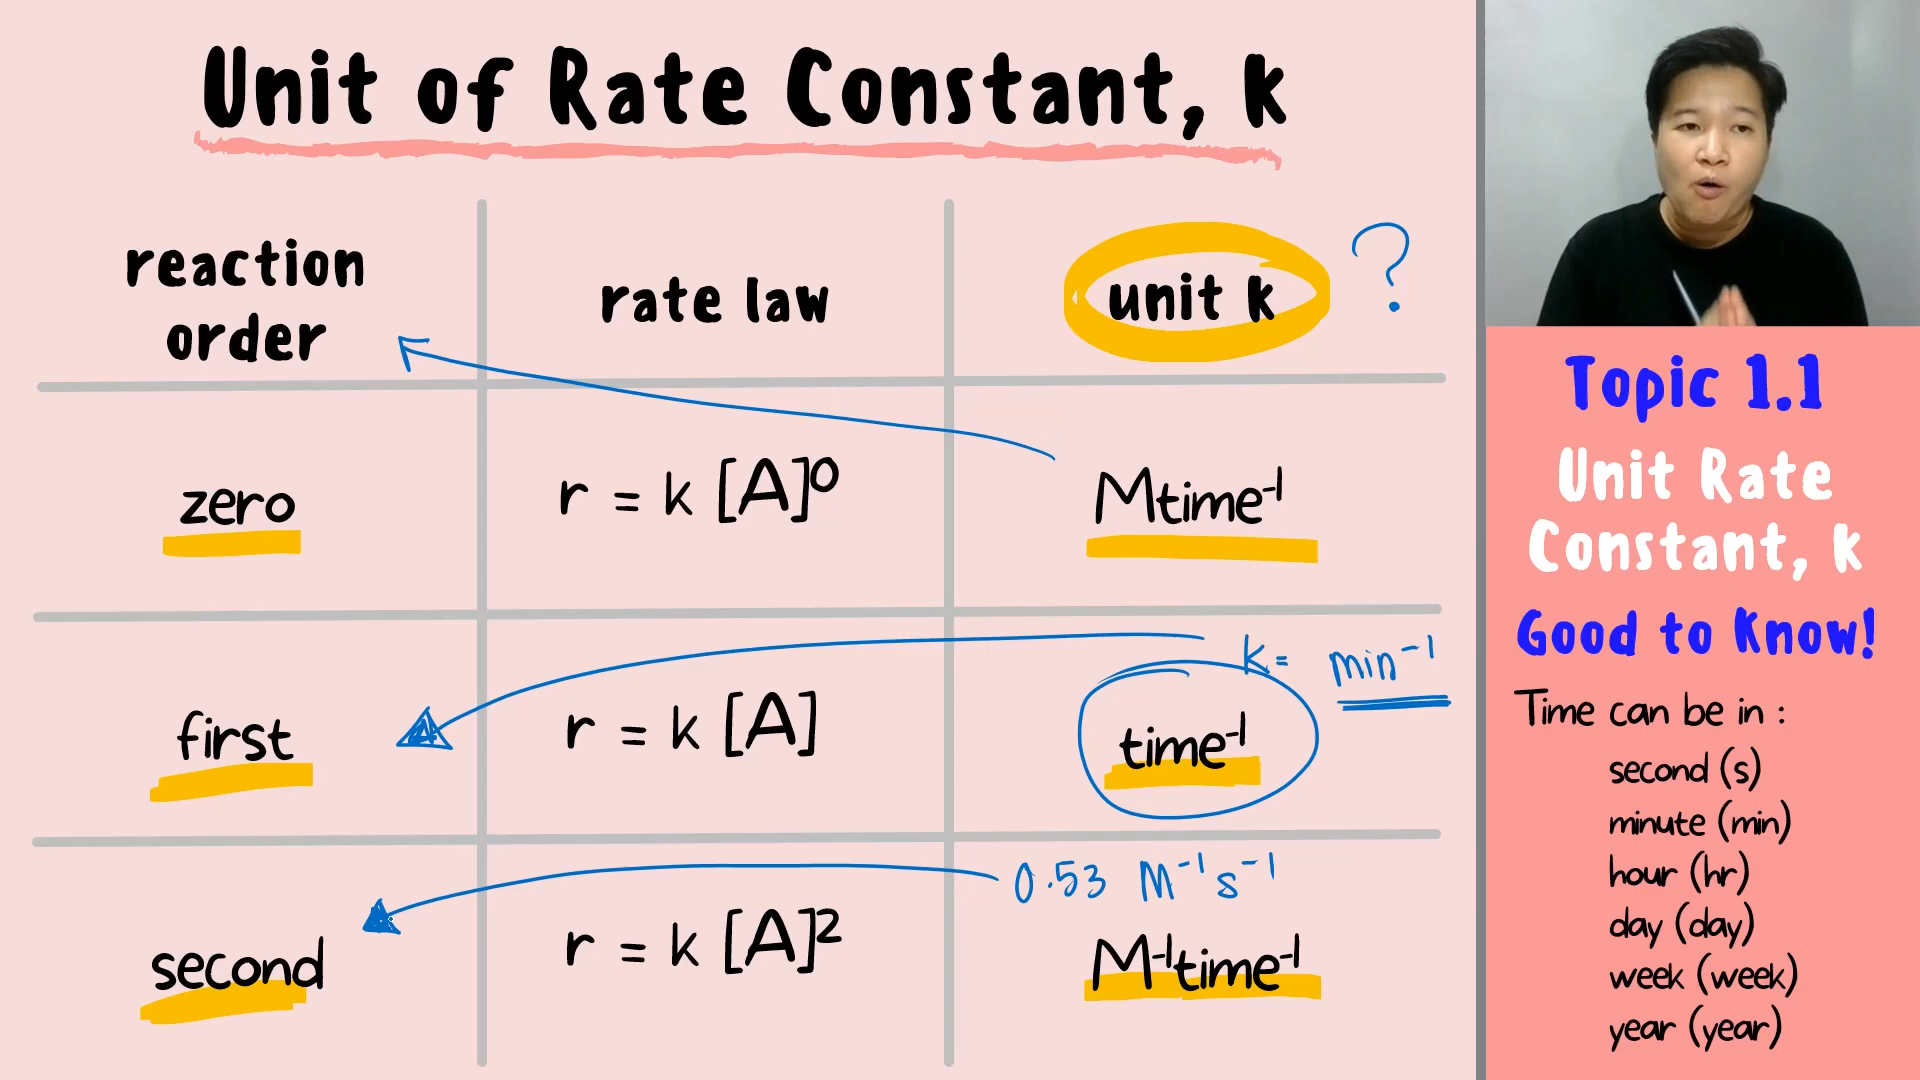 Unit of Rate Constant, k
reaction
order
rate law
unit k
?
zero
r = k [A]⁰
Mtime⁻¹
k= min⁻¹
first
r = k [A]
time⁻¹
0.53 M⁻¹s⁻¹
second
r = k [A]²
M⁻¹time⁻¹
Topic 1.1
Unit Rate
Constant, k
Good to Know!
Time can be in :
second (s)
minute (min)
hour (hr)
day (day)
week (week)
year (year)